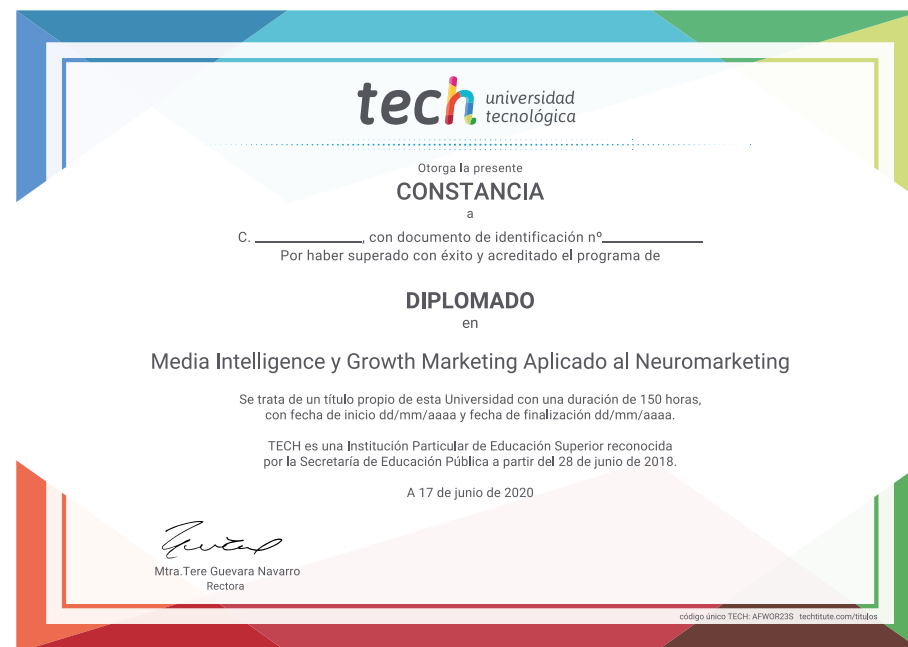 tech universidad
tecnológica
Otorga la presente
CONSTANCIA
a
C. ____________, con documento de identificación nº____________
Por haber superado con éxito y acreditado el programa de
DIPLOMADO
en
Media Intelligence y Growth Marketing Aplicado al Neuromarketing
Se trata de un título propio de esta Universidad con una duración de 150 horas,
con fecha de inicio dd/mm/aaaa y fecha de finalización dd/mm/aaaa.
TECH es una Institución Particular de Educación Superior reconocida
por la Secretaría de Educación Pública a partir del 28 de junio de 2018.
A 17 de junio de 2020
Mtra.Tere Guevara Navarro
Rectora
código único TECH: AFWOR23S techtitute.com/titulos